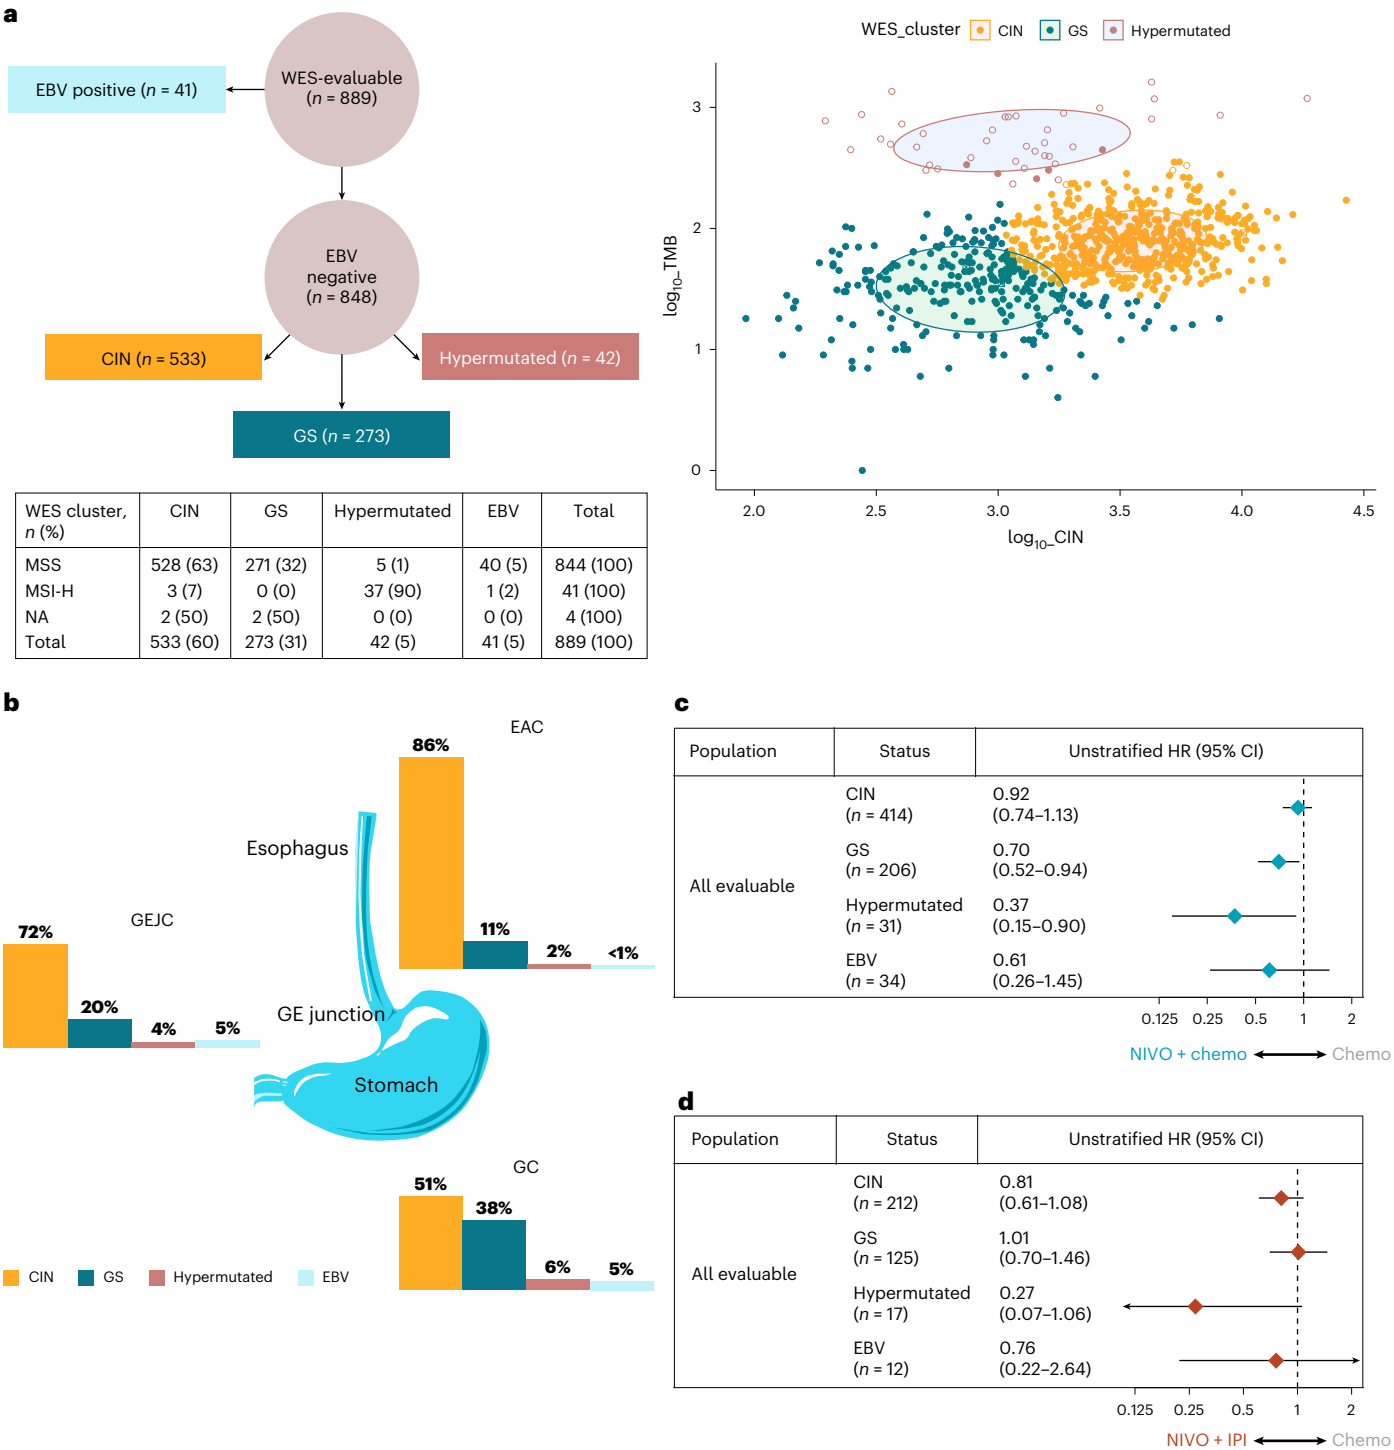 a
WES-evaluable
(n = 889)
EBV positive (n = 41)
EBV
negative
(n = 848)
CIN (n = 533)
Hypermutated (n = 42)
GS (n = 273)
WES cluster, n (%) CIN GS Hypermutated EBV Total
MSS 528 (63) 271 (32) 5 (1) 40 (5) 844 (100)
MSI-H 3 (7) 0 (0) 37 (90) 1 (2) 41 (100)
NA 2 (50) 2 (50) 0 (0) 0 (0) 4 (100)
Total 533 (60) 273 (31) 42 (5) 41 (5) 889 (100)
WES_cluster CIN GS Hypermutated
3
2
1
0
log10_TMB
2.0 2.5 3.0 3.5 4.0 4.5
log10_CIN
b
EAC
86%
11% 2% <1%
Esophagus
GEJC
72%
20% 4% 5%
GE junction
Stomach
GC
51%
38%
6% 5%
CIN GS Hypermutated EBV
c
Population Status Unstratified HR (95% CI)
All evaluable
CIN 0.92
(n = 414) (0.74–1.13)
GS 0.70
(n = 206) (0.52–0.94)
Hypermutated 0.37
(n = 31) (0.15–0.90)
EBV 0.61
(n = 34) (0.26–1.45)
0.125 0.25 0.5 1 2
NIVO + chemo Chemo
d
Population Status Unstratified HR (95% CI)
All evaluable
CIN 0.81
(n = 212) (0.61–1.08)
GS 1.01
(n = 125) (0.70–1.46)
Hypermutated 0.27
(n = 17) (0.07–1.06)
EBV 0.76
(n = 12) (0.22–2.64)
0.125 0.25 0.5 1 2
NIVO + IPI Chemo